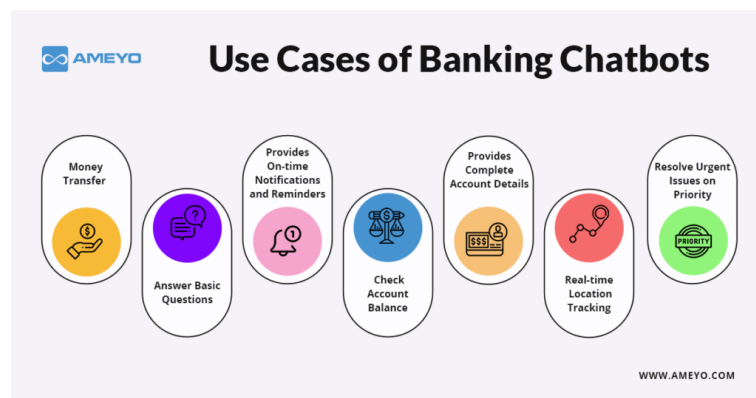 AMEYO
Use Cases of Banking Chatbots
Money
Transfer
$
?
Answer Basic
Questions
Provides
On-time
Notifications
and Reminders
1
$
Check
Account
Balance
Provides
Complete
Account Details
$$$
Real-time
Location
Tracking
Resolve Urgent
Issues on
Priority
PRIORITY
WWW.AMEYO.COM